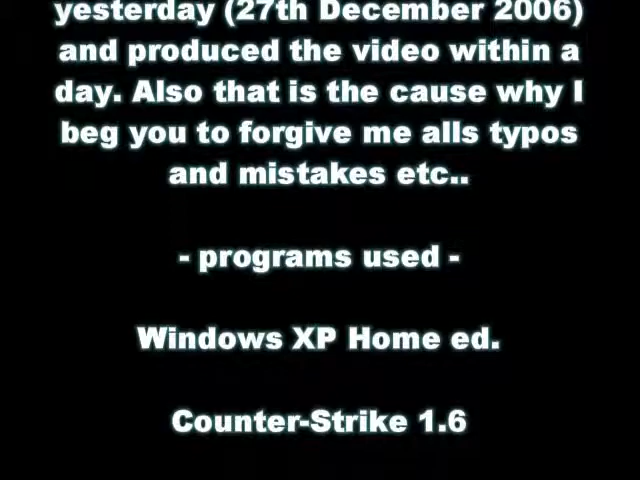 yesterday (27th December 2006)
and produced the video within a
day. Also that is the cause why I
beg you to forgive me alls typos
and mistakes etc..
- programs used -
Windows XP Home ed.
Counter-Strike 1.6